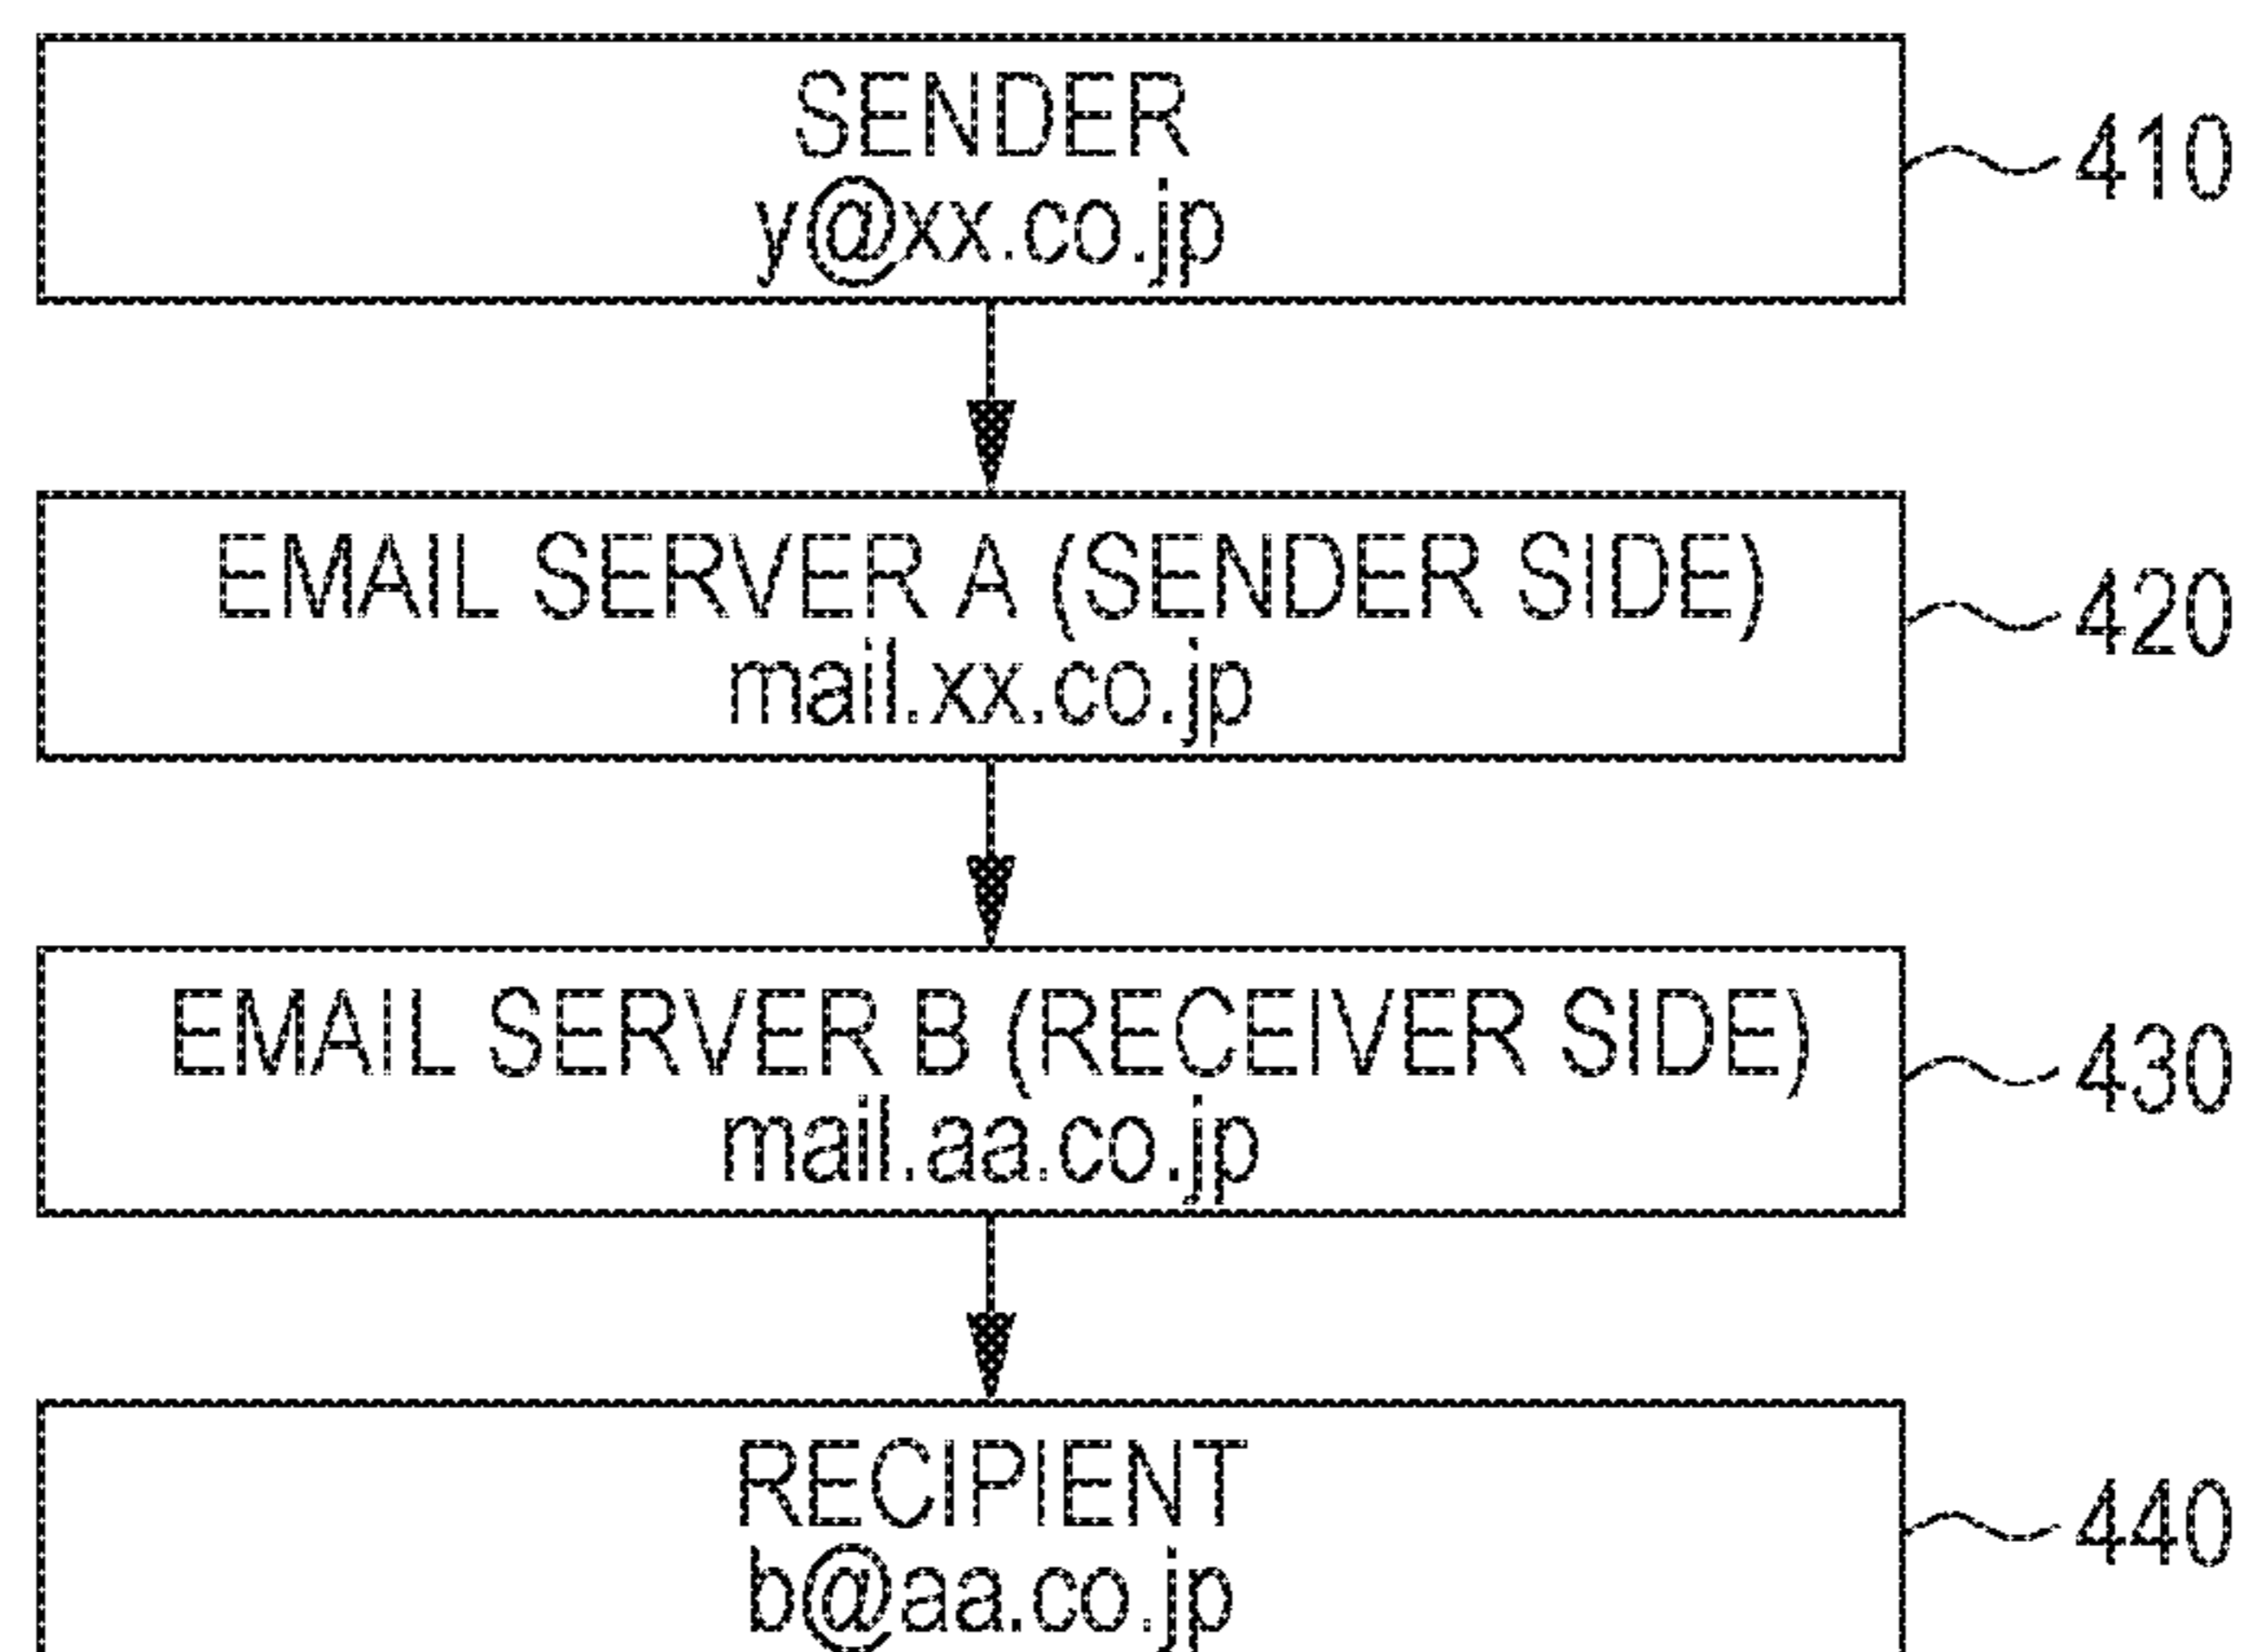 SENDER
y@xx.co.jp
410
EMAIL SERVER A (SENDER SIDE)
mail.xx.co.jp
420
EMAIL SERVER B (RECEIVER SIDE)
mail.aa.co.jp
430
RECIPIENT
b@aa.co.jp
440